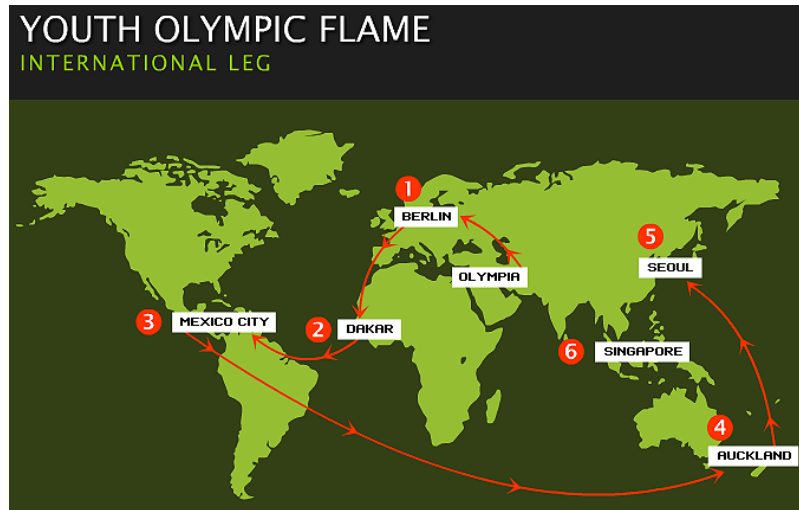 YOUTH OLYMPIC FLAME
INTERNATIONAL LEG
1
BERLIN
5
SEOUL
OLYMPIA
3
MEXICO CITY
2
DAKAR
6
SINGAPORE
4
AUCKLAND